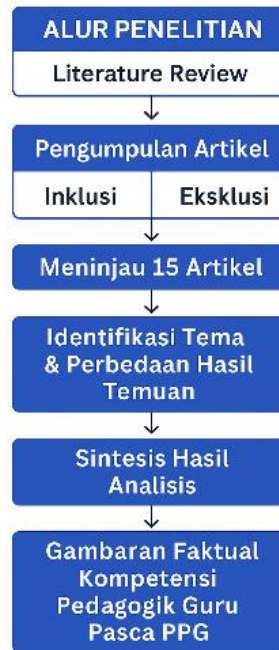 ALUR PENELITIAN
Literature Review
Pengumpulan Artikel
Inklusi Eksklusi
Meninjau 15 Artikel
Identifikasi Tema
& Perbedaan Hasil
Temuan
Sintesis Hasil
Analisis
Gambaran Faktual
Kompetensi
Pedagogik Guru
Pasca PPG